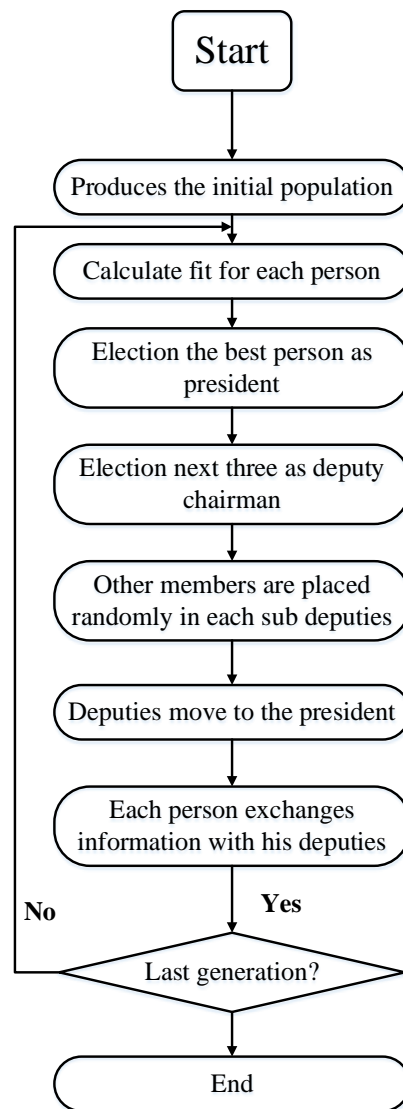 Start
Produces the initial population
Calculate fit for each person
Election the best person as
president
Election next three as deputy
chairman
Other members are placed
randomly in each sub deputies
Deputies move to the president
Each person exchanges
information with his deputies
No
Yes
Last generation?
End